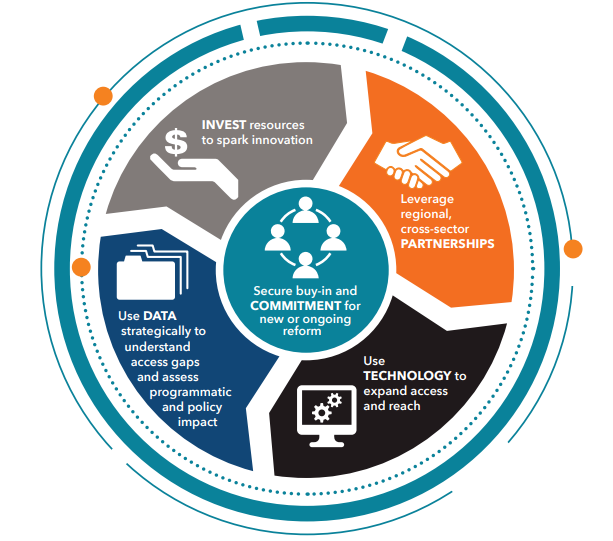 INVEST resources
to spark innovation
$
Leverage
regional,
cross-sector
PARTNERSHIPS
Secure buy-in and
COMMITMENT for
new or ongoing
reform
Use DATA
strategically to
understand
access gaps
and assess
programmatic
and policy
impact
Use
TECHNOLOGY to
expand access
and reach